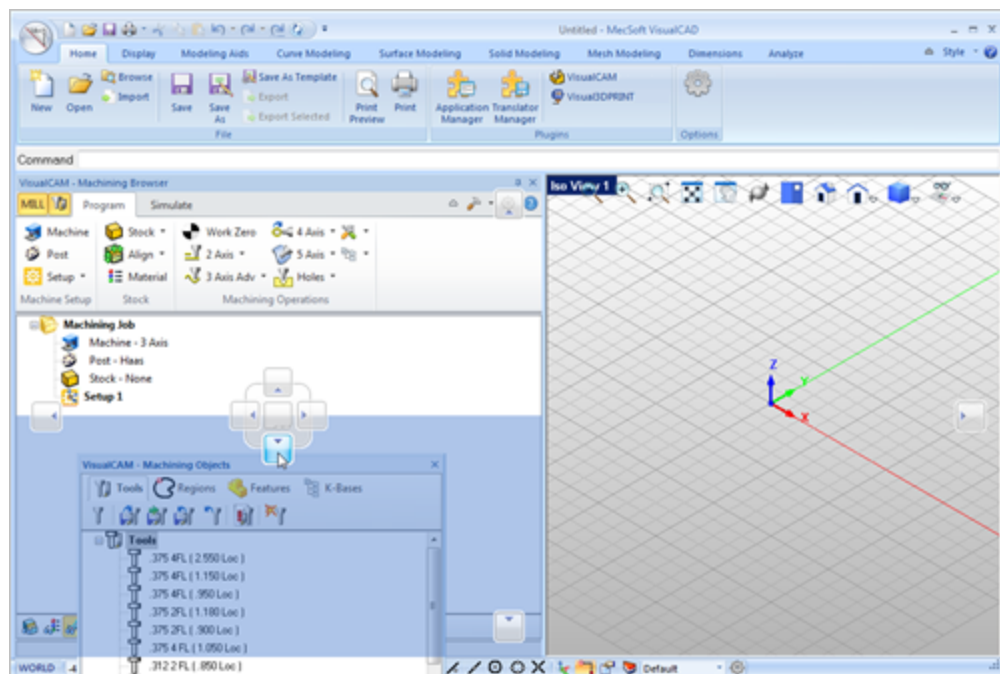 Untitled - MecSoft VisualCAD
Home Display Modeling Aids Curve Modeling Surface Modeling Solid Modeling Mesh Modeling Dimensions Analyze Style
New
Open
Browse
Import
Save
Save As
Save As Template
Export
Export Selected
Print Preview
Print
Application Manager
Translator Manager
VisualCAM
Visual3DPRINT
File
Plugins
Options
Command
VisualCAM - Machining Browser
MILL Program Simulate
Machine Stock Work Zero 4 Axis
Post Align 2 Axis 5 Axis
Setup Material 3 Axis Adv Holes
Machine Setup Stock Machining Operations
Iso View 1
Machining Job
Machine - 3 Axis
Post - Haas
Stock - None
Setup 1
Z
Y
X
VisualCAM - Machining Objects
Tools Regions Features K-Bases
Tools
.375 4FL ( 2.550 Loc )
.375 4FL ( 1.150 Loc )
.375 4FL ( .950 Loc )
.375 2FL ( 1.180 Loc )
.375 2FL ( .900 Loc )
.375 4 FL ( 1.050 Loc )
.312 2 FL ( .850 Loc )
WORLD Default